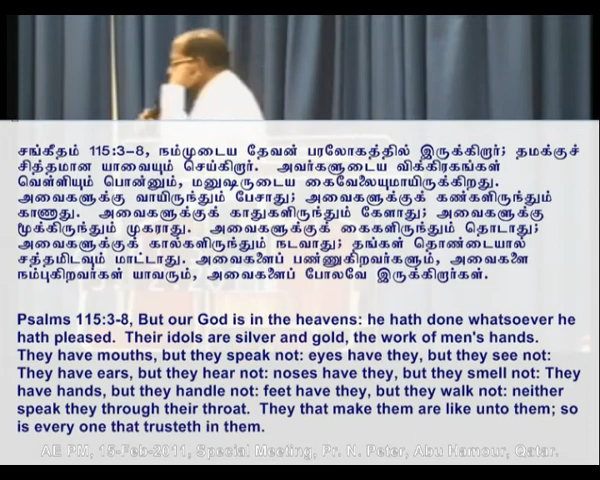 சங்கீதம் 115:3-8, நம்முடைய தேவன் பரலோகத்தில் இருக்கிறார்; தமக்குச்
சித்தமான யாவையும் செய்கிறார்.  அவர்களுடைய விக்கிரகங்கள்
வெள்ளியும் பொன்னும், மனுஷருடைய கைவேலையுமாயிருக்கிறது.
அவைகளுக்கு வாயிருந்தும் பேசாது; அவைகளுக்குக் கண்களிருந்தும்
காணாது.  அவைகளுக்குக் காதுகளிருந்தும் கேளாது; அவைகளுக்கு
மூக்கிருந்தும் முகராது.  அவைகளுக்குக் கைகளிருந்தும் தொடாது;
அவைகளுக்குக் கால்களிருந்தும் நடவாது; தங்கள் தொண்டையால்
சத்தமிடவும் மாட்டாது. அவைகளைப் பண்ணுகிறவர்களும், அவைகளை
நம்புகிறவர்கள் யாவரும், அவைகளைப் போலவே இருக்கிறார்கள்.
Psalms 115:3-8, But our God is in the heavens: he hath done whatsoever he
hath pleased.  Their idols are silver and gold, the work of men's hands.
They have mouths, but they speak not: eyes have they, but they see not:
They have ears, but they hear not: noses have they, but they smell not: They
have hands, but they handle not: feet have they, but they walk not: neither
speak they through their throat.  They that make them are like unto them; so
is every one that trusteth in them.
AE PM, 15-Feb-2011, Special Meeting, Pr. N. Peter, Abu Hamour, Qatar.